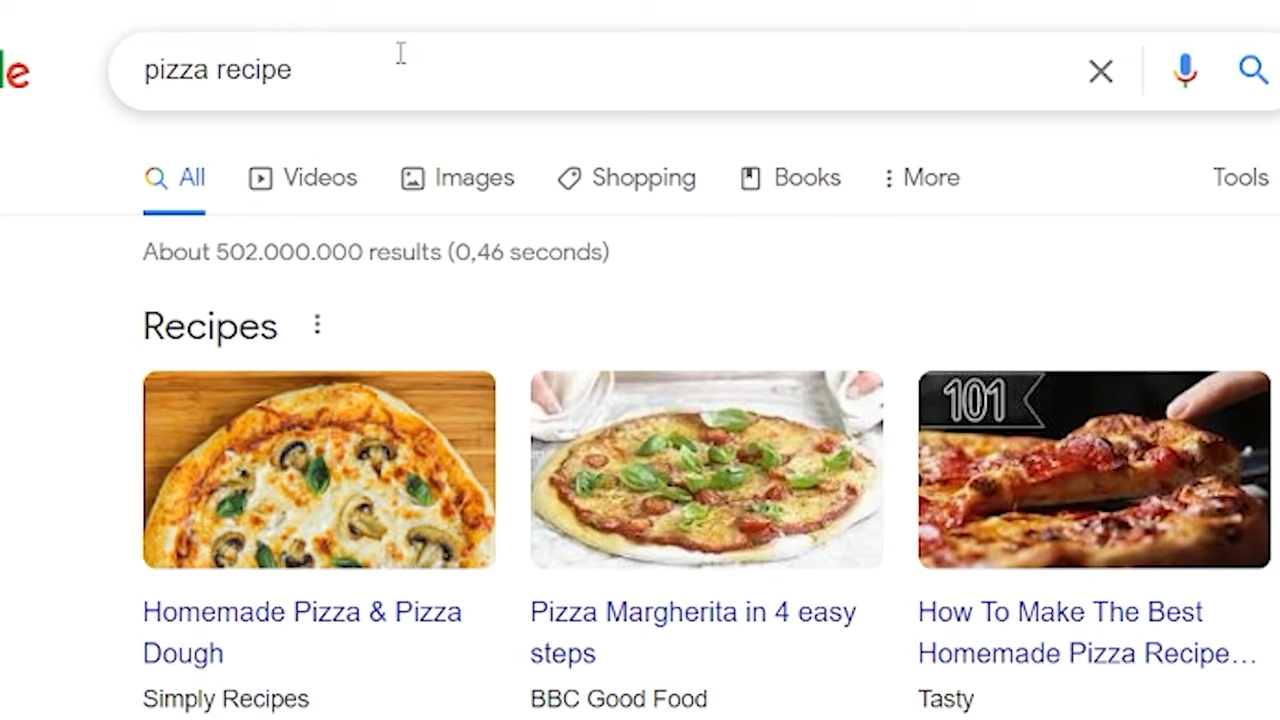 le
pizza recipe
All Videos Images Shopping Books More Tools
About 502.000.000 results (0,46 seconds)
Recipes
101
Homemade Pizza & Pizza
Dough
Simply Recipes
Pizza Margherita in 4 easy
steps
BBC Good Food
How To Make The Best
Homemade Pizza Recipe...
Tasty